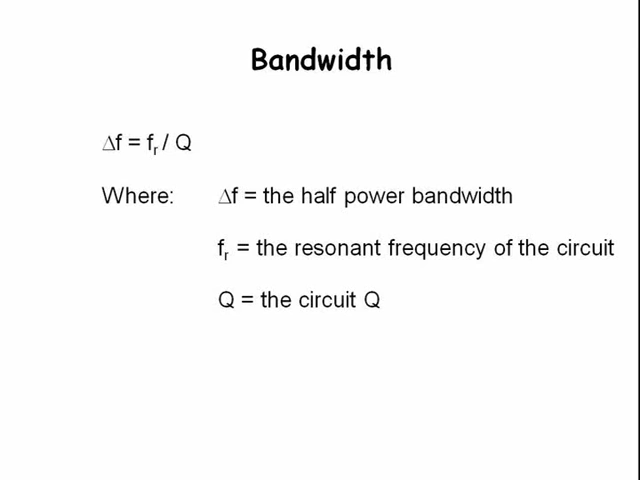 Bandwidth
∆f = fr / Q
Where: ∆f = the half power bandwidth
fr = the resonant frequency of the circuit
Q = the circuit Q